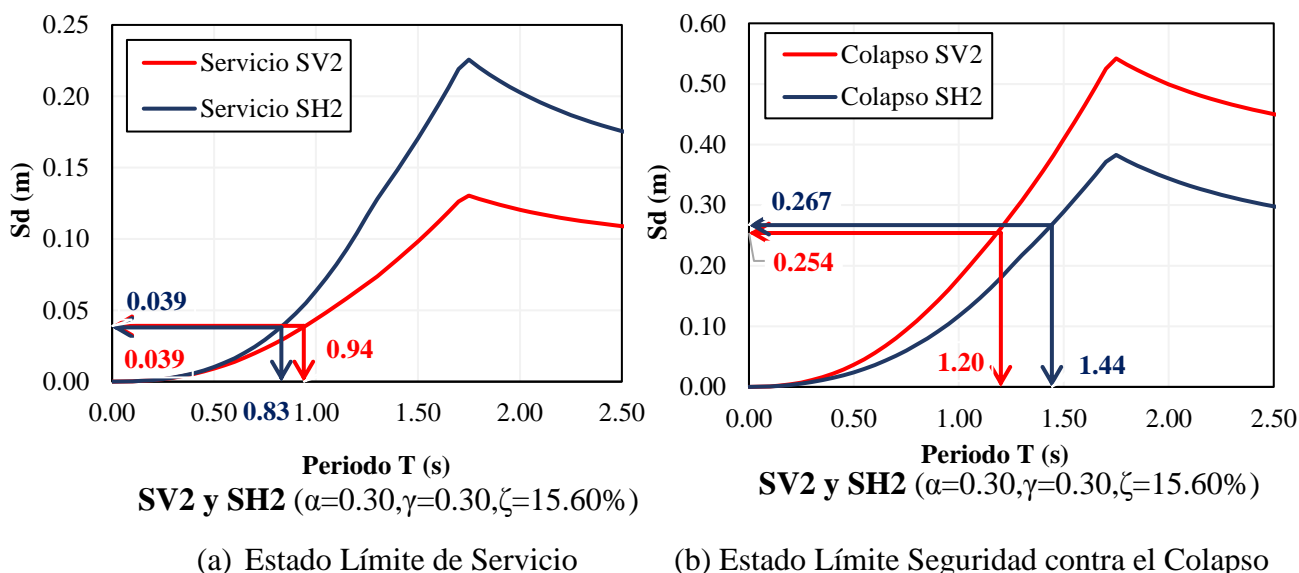 0.25
0.20
0.15
0.10
0.05
0.00
Sd (m)
Servicio SV2
Servicio SH2
0.039
0.039
0.94
0.83
0.00 0.50 1.00 1.50 2.00 2.50
Periodo T (s)
SV2 y SH2 (α=0.30,γ=0.30,ζ=15.60%)
(a) Estado Límite de Servicio
0.60
0.50
0.40
0.30
0.20
0.10
0.00
Sd (m)
Colapso SV2
Colapso SH2
0.267
0.254
1.20
1.44
0.00 0.50 1.00 1.50 2.00 2.50
Periodo T (s)
SV2 y SH2 (α=0.30,γ=0.30,ζ=15.60%)
(b) Estado Límite Seguridad contra el Colapso